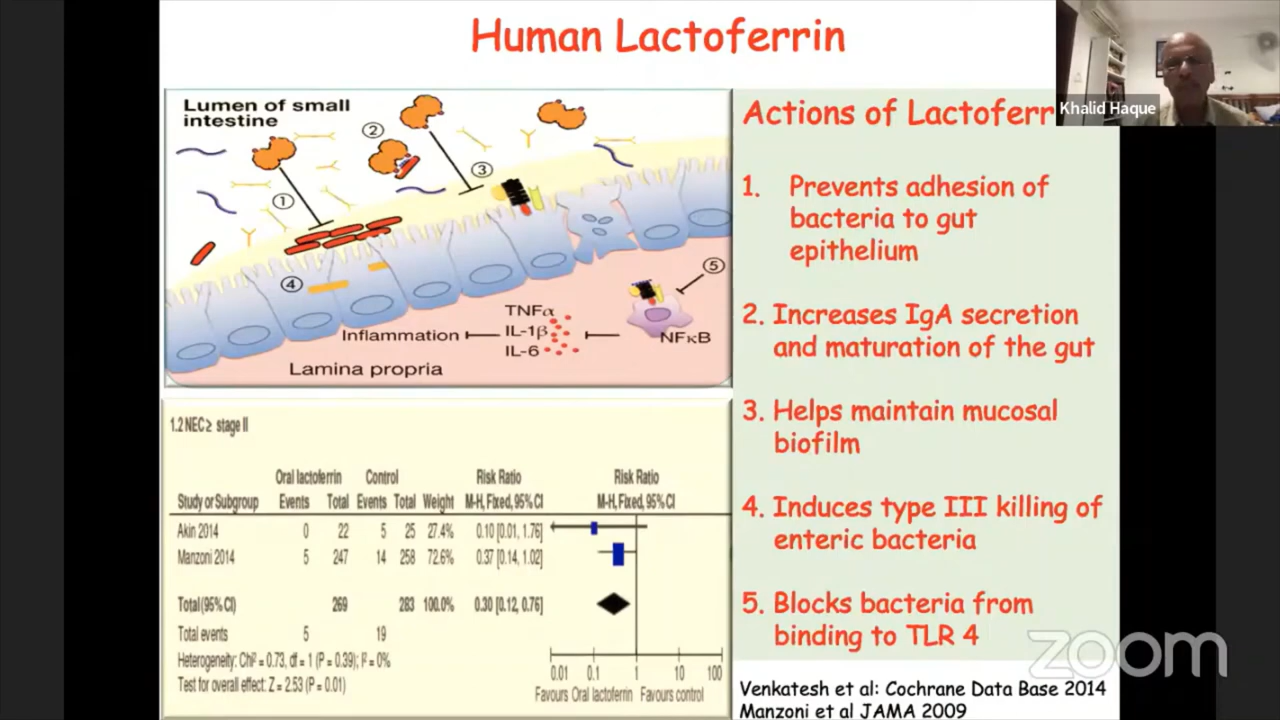 Human Lactoferrin
Khalid Haque
Lumen of small
intestine
①
②
③
④
⑤
TNFα
IL-1β
IL-6
Inflammation
NFκB
Lamina propria
Actions of Lactoferr
1. Prevents adhesion of
bacteria to gut
epithelium
2. Increases IgA secretion
and maturation of the gut
3. Helps maintain mucosal
biofilm
4. Induces type III killing of
enteric bacteria
5. Blocks bacteria from
binding to TLR 4
1.2 NEC ≥ stage II
Oral lactoferrin Control Risk Ratio Risk Ratio
Study or Subgroup Events Total Events Total Weight M-H, Fixed, 95% CI M-H, Fixed, 95% CI
Akin 2014 0 22 5 25 27.4% 0.10 [0.01, 1.76]
Manzoni 2014 5 247 14 258 72.6% 0.37 [0.14, 1.02]
Total (95% CI) 269 283 100.0% 0.30 [0.12, 0.76]
Total events 5 19
Heterogeneity: Chi² = 0.73, df = 1 (P = 0.39); I² = 0%
Test for overall effect: Z = 2.53 (P = 0.01)
0.01 0.1 1 10 100
Favours Oral lactoferrin Favours control
Venkatesh et al: Cochrane Data Base 2014
Manzoni et al JAMA 2009
zoom